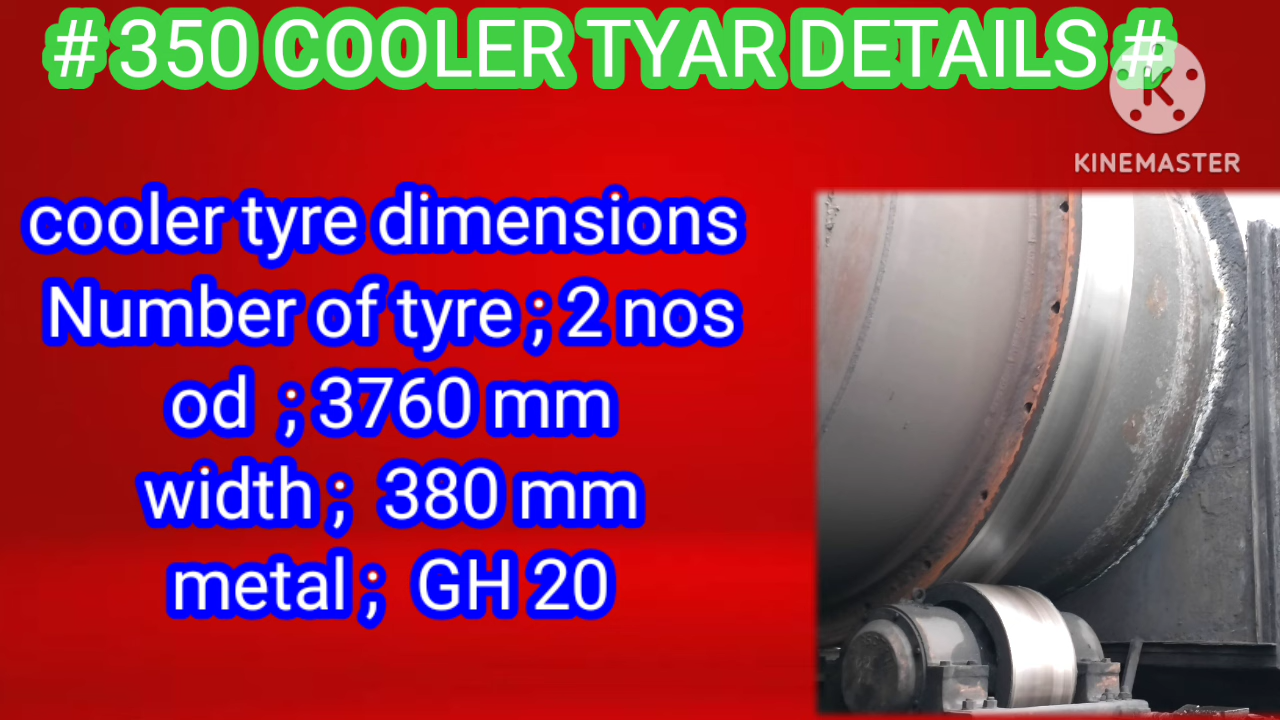 # 350 COOLER TYAR DETAILS #
K
KINEMASTER
cooler tyre dimensions
Number of tyre ; 2 nos
od ; 3760 mm
width ; 380 mm
metal ; GH 20